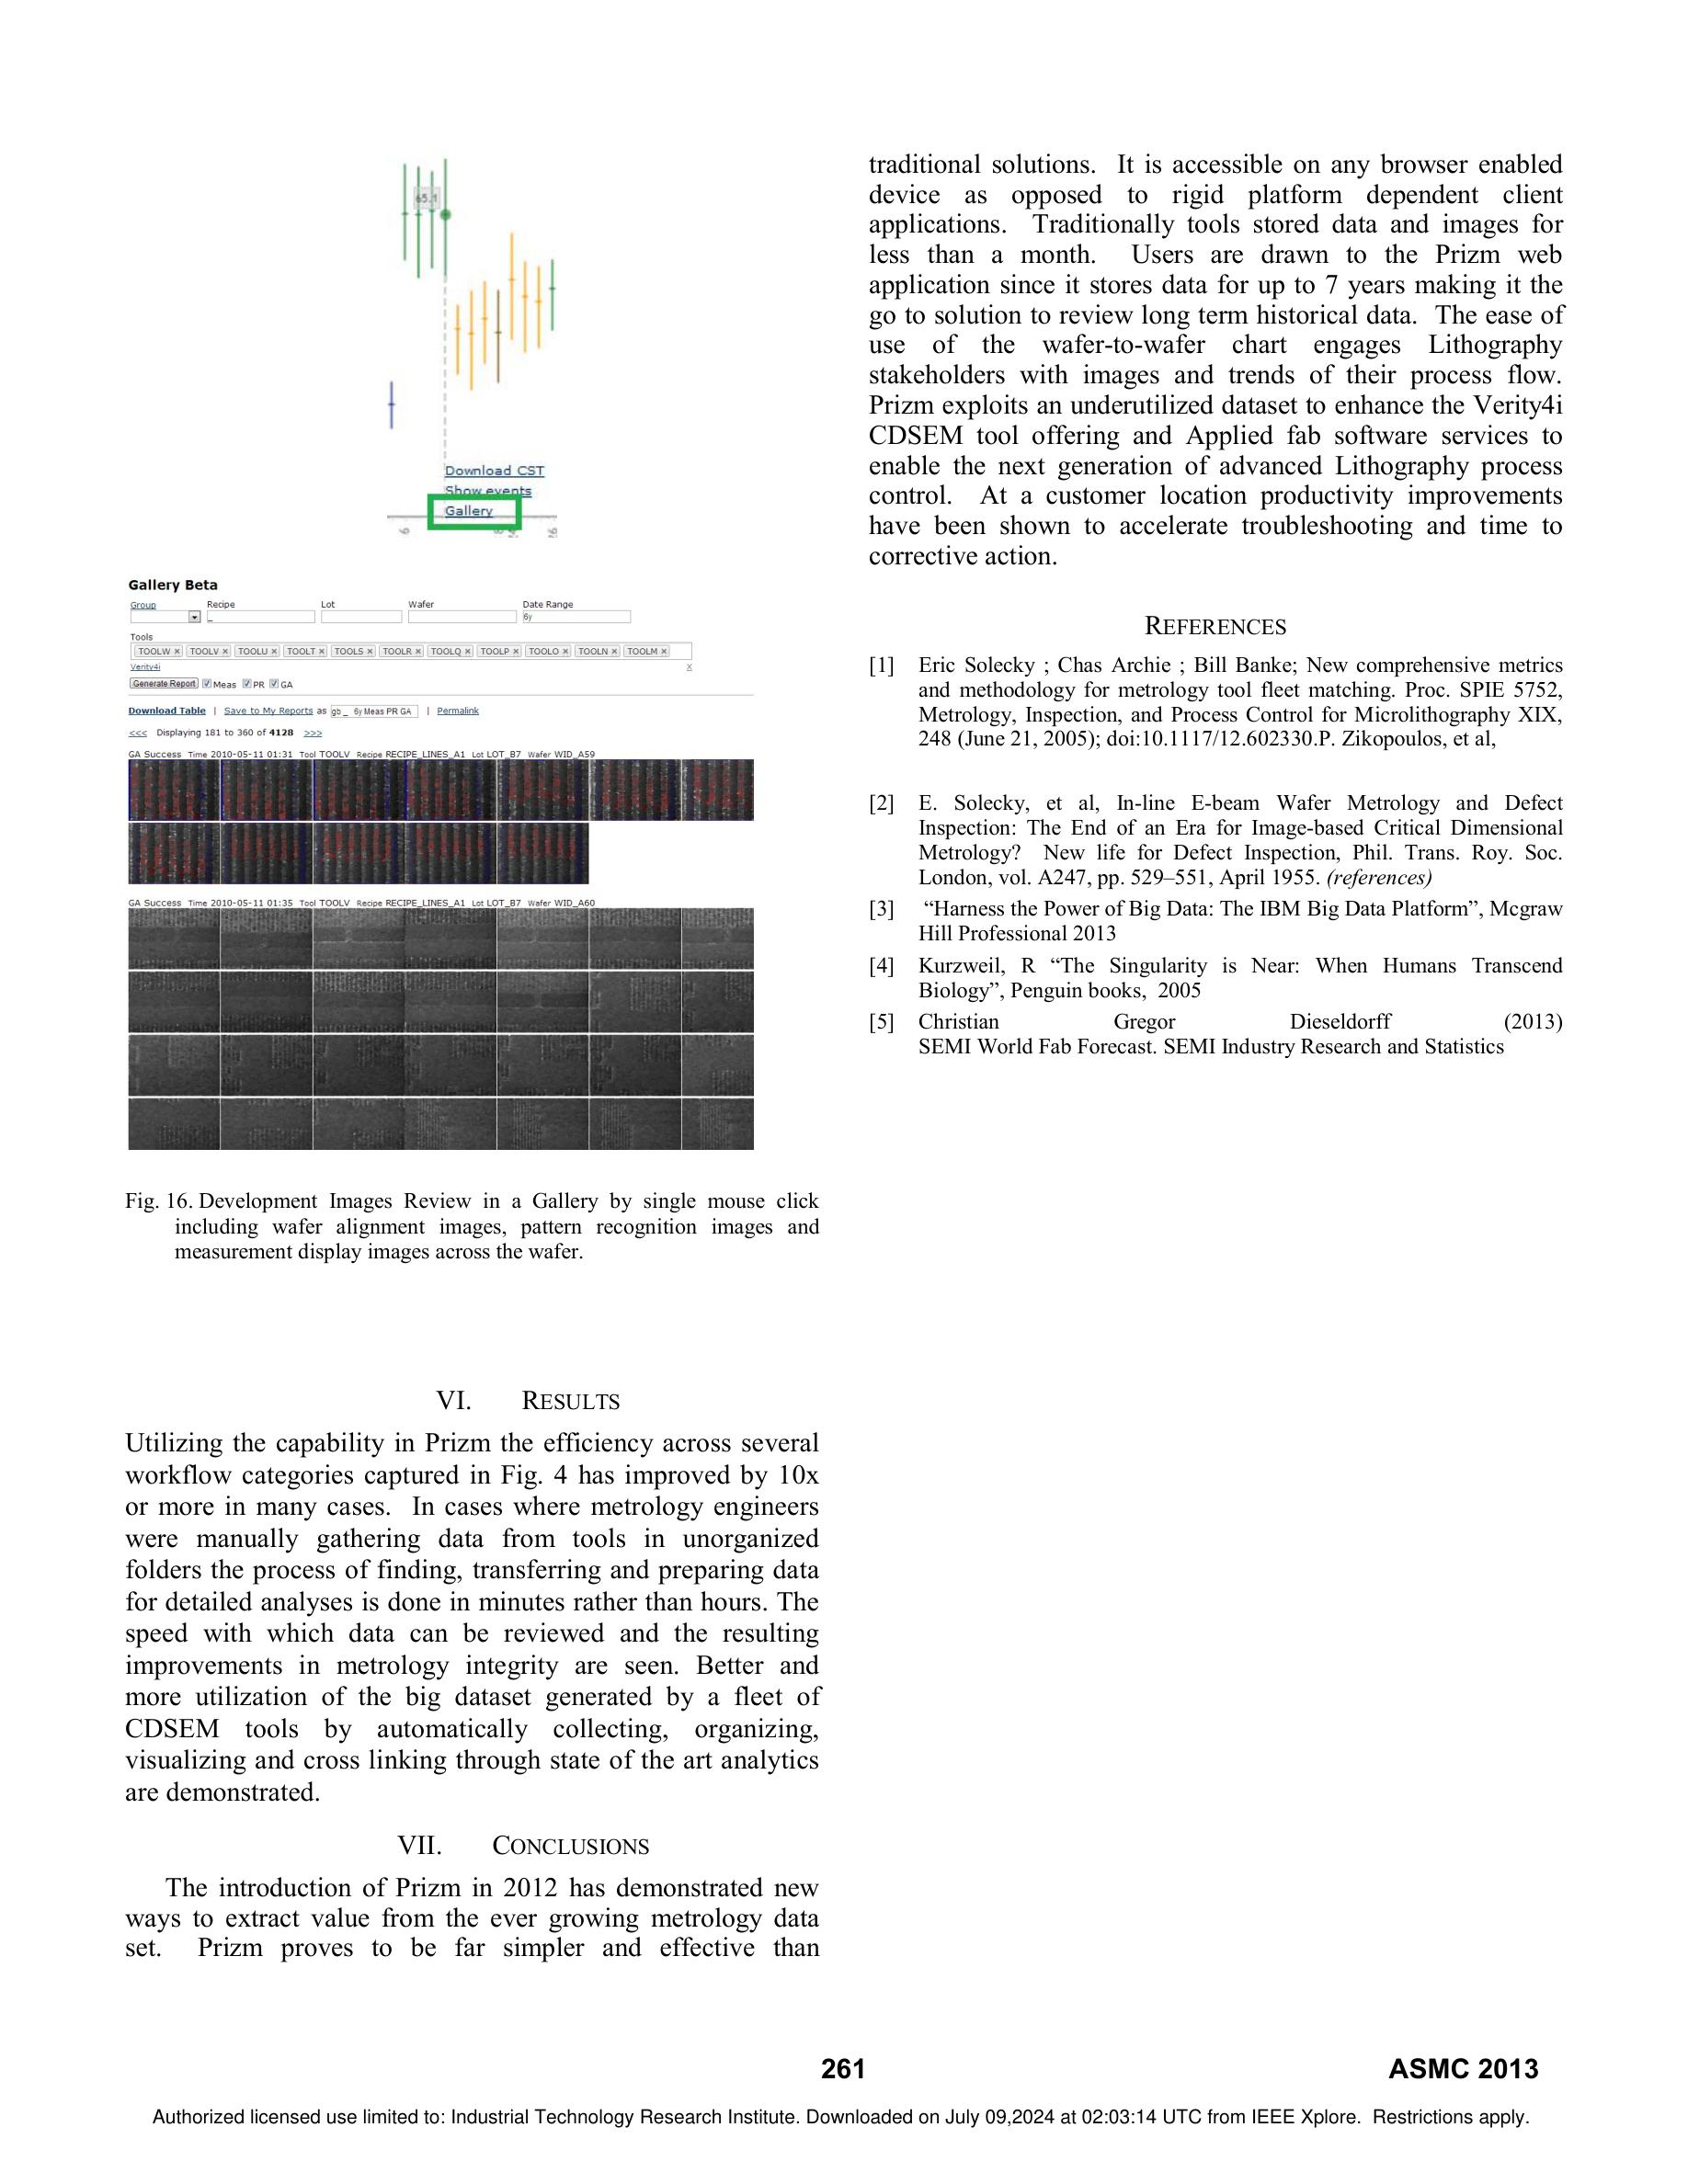 65.1
Download CST
Show events
Gallery
Gallery Beta
Group Recipe Lot Wafer Date Range
_ 6y
Tools
TOOLW × TOOLV × TOOLU × TOOLT × TOOLS × TOOLR × TOOLQ × TOOLP × TOOLO × TOOLN × TOOLM ×
Verity4i X
Generate Report Meas PR GA
Download Table | Save to My Reports as gb _ 6y Meas PR GA | Permalink
<<< Displaying 181 to 360 of 4128 >>>
GA Success Time 2010-05-11 01:31 Tool TOOLV Recipe RECIPE_LINES_A1 Lot LOT_B7 Wafer WID_A59
GA Success Time 2010-05-11 01:35 Tool TOOLV Recipe RECIPE_LINES_A1 Lot LOT_B7 Wafer WID_A60
Fig. 16. Development Images Review in a Gallery by single mouse click
including wafer alignment images, pattern recognition images and
measurement display images across the wafer.
VI. RESULTS
Utilizing the capability in Prizm the efficiency across several
workflow categories captured in Fig. 4 has improved by 10x
or more in many cases. In cases where metrology engineers
were manually gathering data from tools in unorganized
folders the process of finding, transferring and preparing data
for detailed analyses is done in minutes rather than hours. The
speed with which data can be reviewed and the resulting
improvements in metrology integrity are seen. Better and
more utilization of the big dataset generated by a fleet of
CDSEM tools by automatically collecting, organizing,
visualizing and cross linking through state of the art analytics
are demonstrated.
VII. CONCLUSIONS
The introduction of Prizm in 2012 has demonstrated new
ways to extract value from the ever growing metrology data
set. Prizm proves to be far simpler and effective than
traditional solutions. It is accessible on any browser enabled
device as opposed to rigid platform dependent client
applications. Traditionally tools stored data and images for
less than a month. Users are drawn to the Prizm web
application since it stores data for up to 7 years making it the
go to solution to review long term historical data. The ease of
use of the wafer-to-wafer chart engages Lithography
stakeholders with images and trends of their process flow.
Prizm exploits an underutilized dataset to enhance the Verity4i
CDSEM tool offering and Applied fab software services to
enable the next generation of advanced Lithography process
control. At a customer location productivity improvements
have been shown to accelerate troubleshooting and time to
corrective action.
REFERENCES
[1] Eric Solecky ; Chas Archie ; Bill Banke; New comprehensive metrics
and methodology for metrology tool fleet matching. Proc. SPIE 5752,
Metrology, Inspection, and Process Control for Microlithography XIX,
248 (June 21, 2005); doi:10.1117/12.602330.P. Zikopoulos, et al,
[2] E. Solecky, et al, In-line E-beam Wafer Metrology and Defect
Inspection: The End of an Era for Image-based Critical Dimensional
Metrology? New life for Defect Inspection, Phil. Trans. Roy. Soc.
London, vol. A247, pp. 529–551, April 1955. (references)
[3] “Harness the Power of Big Data: The IBM Big Data Platform”, Mcgraw
Hill Professional 2013
[4] Kurzweil, R “The Singularity is Near: When Humans Transcend
Biology”, Penguin books, 2005
[5] Christian Gregor Dieseldorff (2013)
SEMI World Fab Forecast. SEMI Industry Research and Statistics
261
ASMC 2013
Authorized licensed use limited to: Industrial Technology Research Institute. Downloaded on July 09,2024 at 02:03:14 UTC from IEEE Xplore. Restrictions apply.